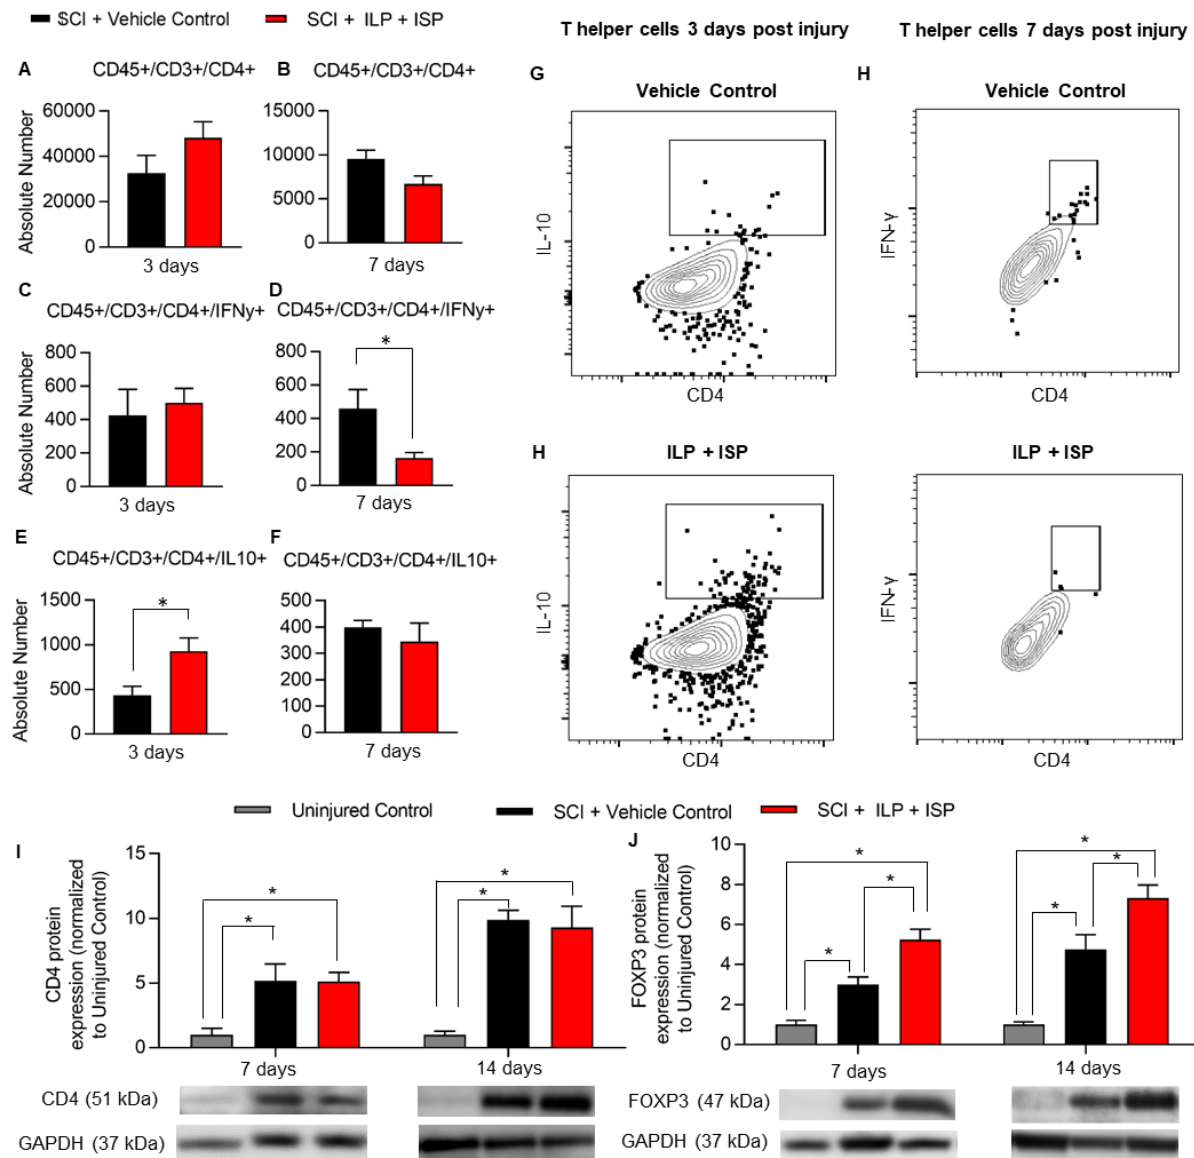 SCI + Vehicle Control SCI + ILP + ISP
T helper cells 3 days post injury T helper cells 7 days post injury
A CD45+/CD3+/CD4+ B CD45+/CD3+/CD4+
Absolute Number
60000
40000
20000
0
3 days
15000
10000
5000
0
7 days
C CD45+/CD3+/CD4+/IFNy+ D CD45+/CD3+/CD4+/IFNy+
Absolute Number
800
600
400
200
0
3 days
800
600
400
200
0
*
7 days
E CD45+/CD3+/CD4+/IL10+ F CD45+/CD3+/CD4+/IL10+
Absolute Number
1500
1000
500
0
*
3 days
500
400
300
200
100
0
7 days
G Vehicle Control
IL-10
CD4
H Vehicle Control
IFN-γ
CD4
H ILP + ISP
IL-10
CD4
ILP + ISP
IFN-γ
CD4
Uninjured Control SCI + Vehicle Control SCI + ILP + ISP
I
CD4 protein
expression (normalized
to Uninjured Control)
15
10
5
0
*
*
*
*
7 days 14 days
CD4 (51 kDa)
GAPDH (37 kDa)
J
FOXP3 protein
expression (normalized
to Uninjured Control)
10
8
6
4
2
0
*
*
*
*
*
*
7 days 14 days
FOXP3 (47 kDa)
GAPDH (37 kDa)